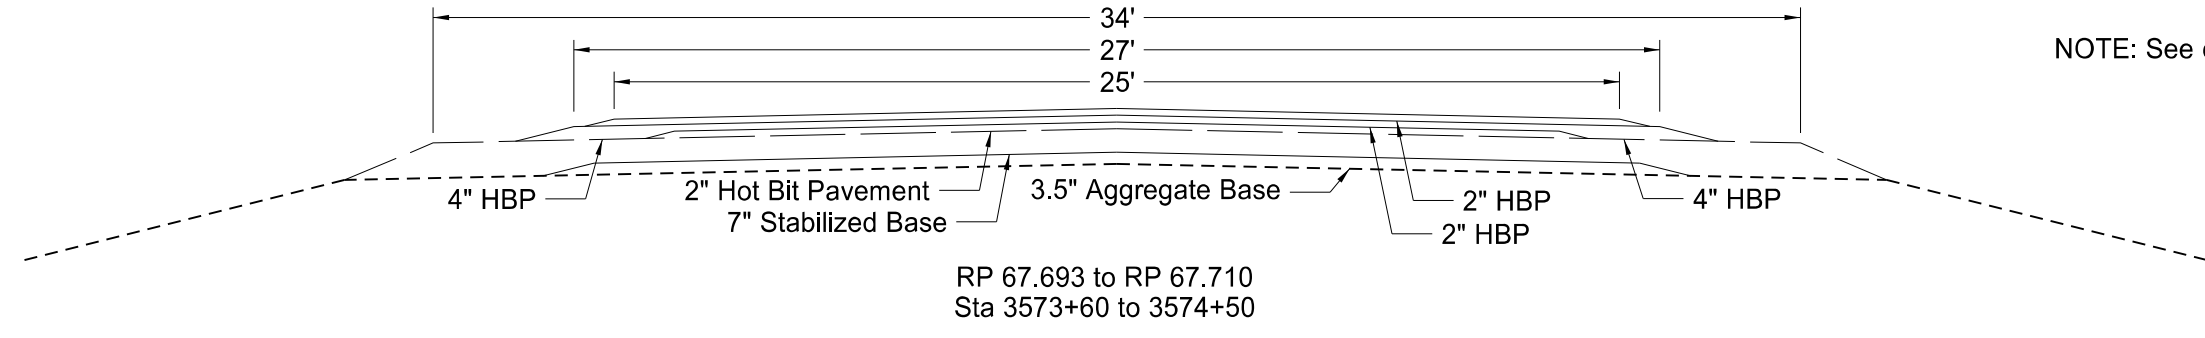 34'
27'
NOTE: See
25'
4" HBP
2" Hot Bit Pavement
3.5" Aggregate Base
2" HBP
4" HBP
7" Stabilized Base
2" HBP
RP 67.693 to RP 67.710
Sta 3573+60 to 3574+50